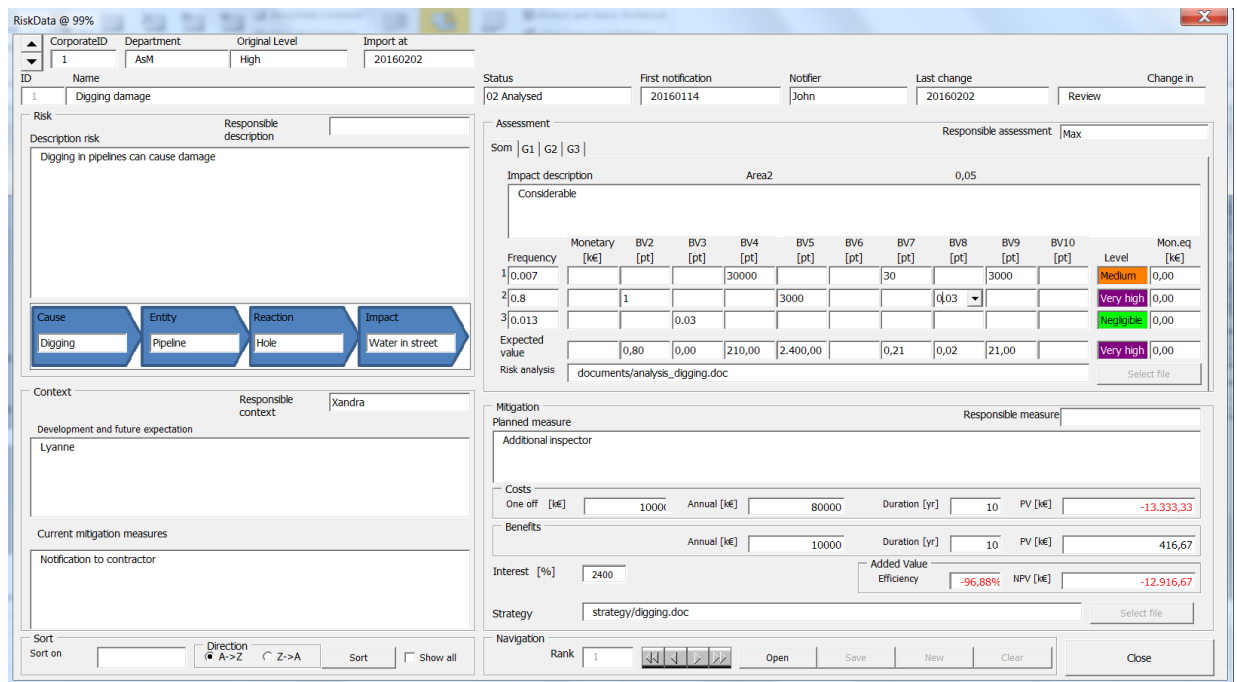 RiskData @ 99%
CorporateID Department Original Level Import at
1 AsM High 20160202
ID Name Status First notification Notifier Last change Change in
1 Digging damage 02 Analysed 20160114 John 20160202 Review
Risk
Responsible description
Description risk
Digging in pipelines can cause damage
Cause Entity Reaction Impact
Digging Pipeline Hole Water in street
Context
Responsible context Xandra
Development and future expectation
Lyanne
Current mitigation measures
Notification to contractor
Sort
Sort on
Direction
A->Z Z->A Sort Show all
Assessment
Responsible assessment Max
Som G1 G2 G3
Impact description Area2 0,05
Considerable
Monetary BV2 BV3 BV4 BV5 BV6 BV7 BV8 BV9 BV10 Mon.eq
Frequency [k€] [pt] [pt] [pt] [pt] [pt] [pt] [pt] [pt] [pt] Level [k€]
1 0.007 30000 30 3000 Medium 0,00
2 0.8 1 3000 0,03 Very high 0,00
3 0.013 0.03 Negligible 0,00
Expected value 0,80 0,00 210,00 2.400,00 0,21 0,02 21,00 Very high 0,00
Risk analysis documents/analysis_digging.doc Select file
Mitigation
Responsible measure
Planned measure
Additional inspector
Costs
One off [k€] 10000 Annual [k€] 80000 Duration [yr] 10 PV [k€] -13.333,33
Benefits
Annual [k€] 10000 Duration [yr] 10 PV [k€] 416,67
Added Value
Interest [%] 2400 Efficiency -96,88% NPV [k€] -12.916,67
Strategy strategy/digging.doc Select file
Navigation
Rank 1 Open Save New Clear Close